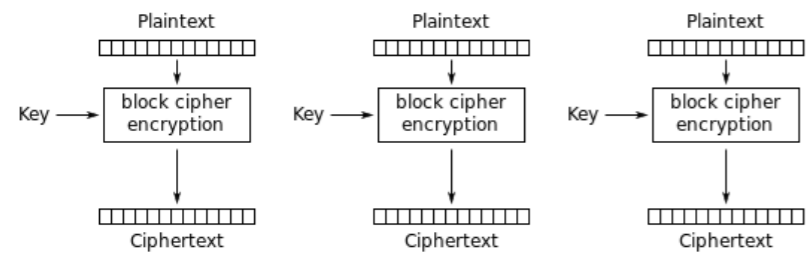 Plaintext Plaintext Plaintext
Key block cipher encryption Key block cipher encryption Key block cipher encryption
Ciphertext Ciphertext Ciphertext